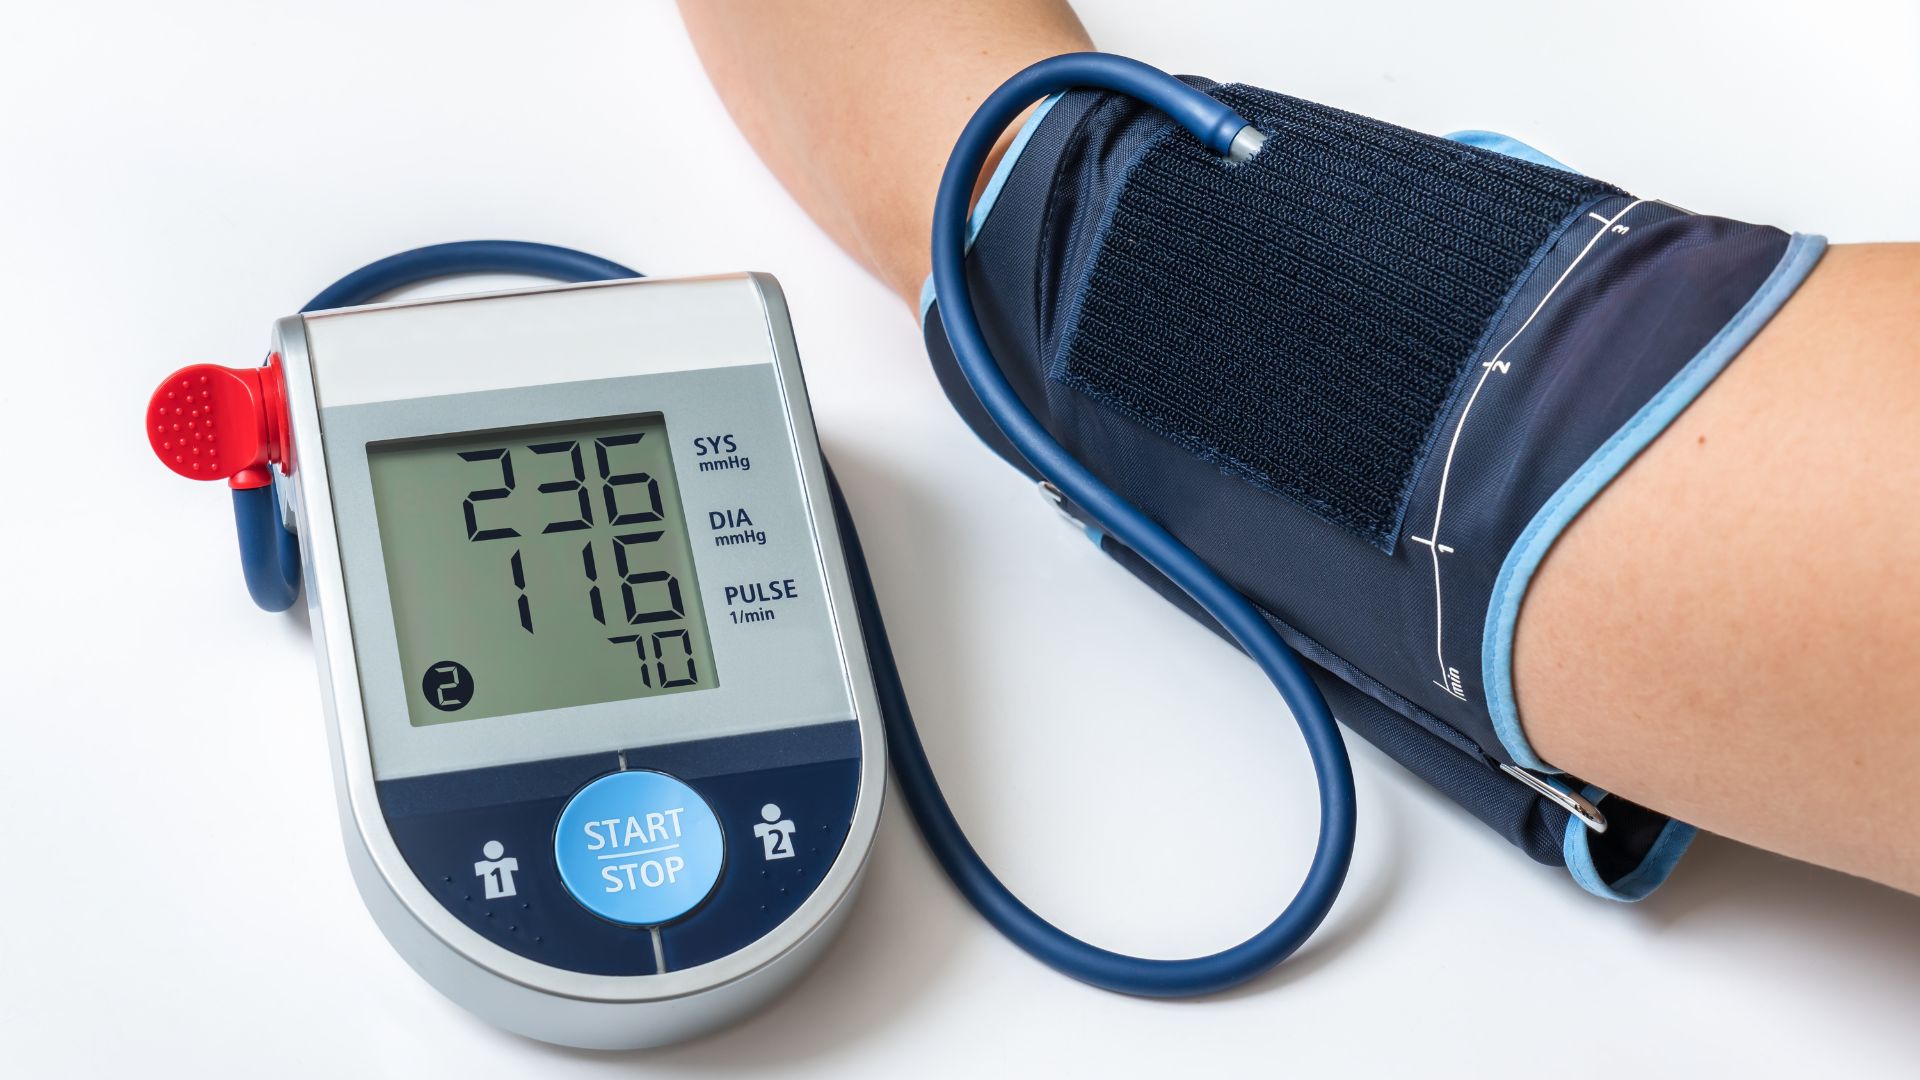 236
SYS
mmHg
116
DIA
mmHg
70
PULSE
1/min
2
START
STOP
1
2
3
2
1
min